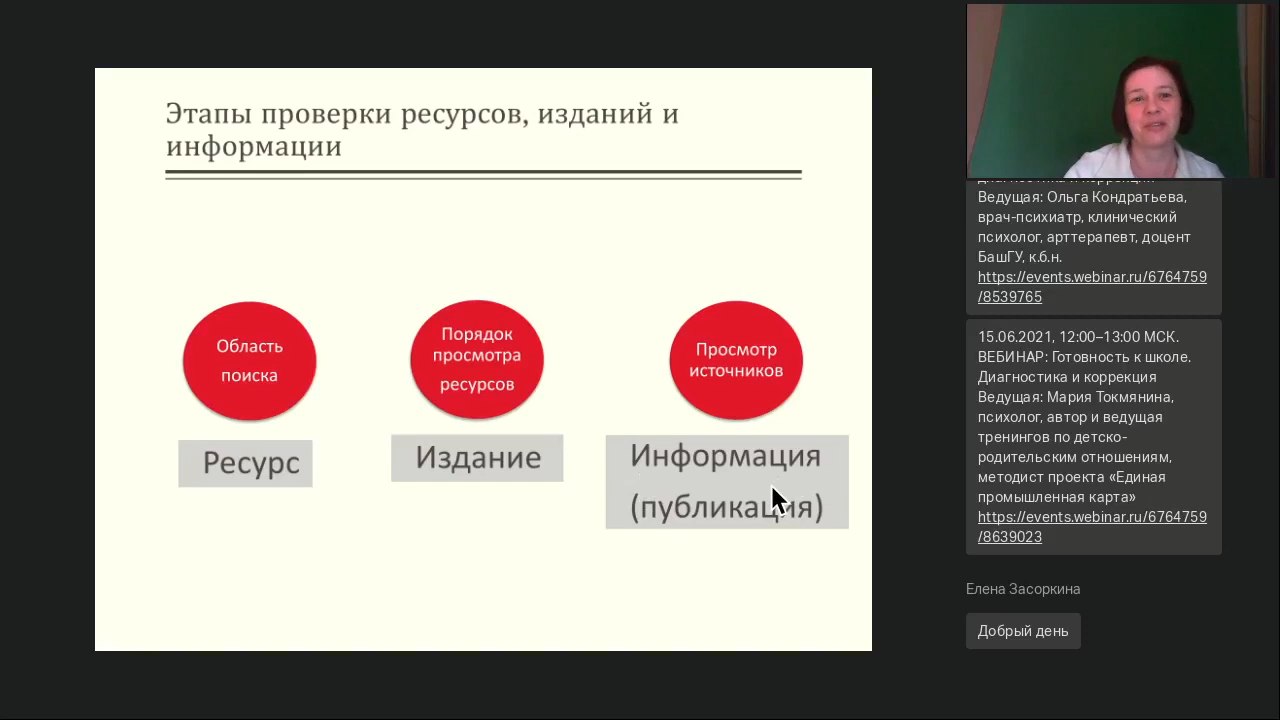 Этапы проверки ресурсов, изданий и
информации
Область
поиска
Порядок
просмотра
ресурсов
Просмотр
источников
Ресурс
Издание
Информация
(публикация)
Ведущая: Ольга Кондратьева,
врач-психиатр, клинический
психолог, арттерапевт, доцент
БашГУ, к.б.н.
https://events.webinar.ru/6764759
/8539765
15.06.2021, 12:00–13:00 МСК.
ВЕБИНАР: Готовность к школе.
Диагностика и коррекция
Ведущая: Мария Токмянина,
психолог, автор и ведущая
тренингов по детско-
родительским отношениям,
методист проекта «Единая
промышленная карта»
https://events.webinar.ru/6764759
/8639023
Елена Засоркина
Добрый день